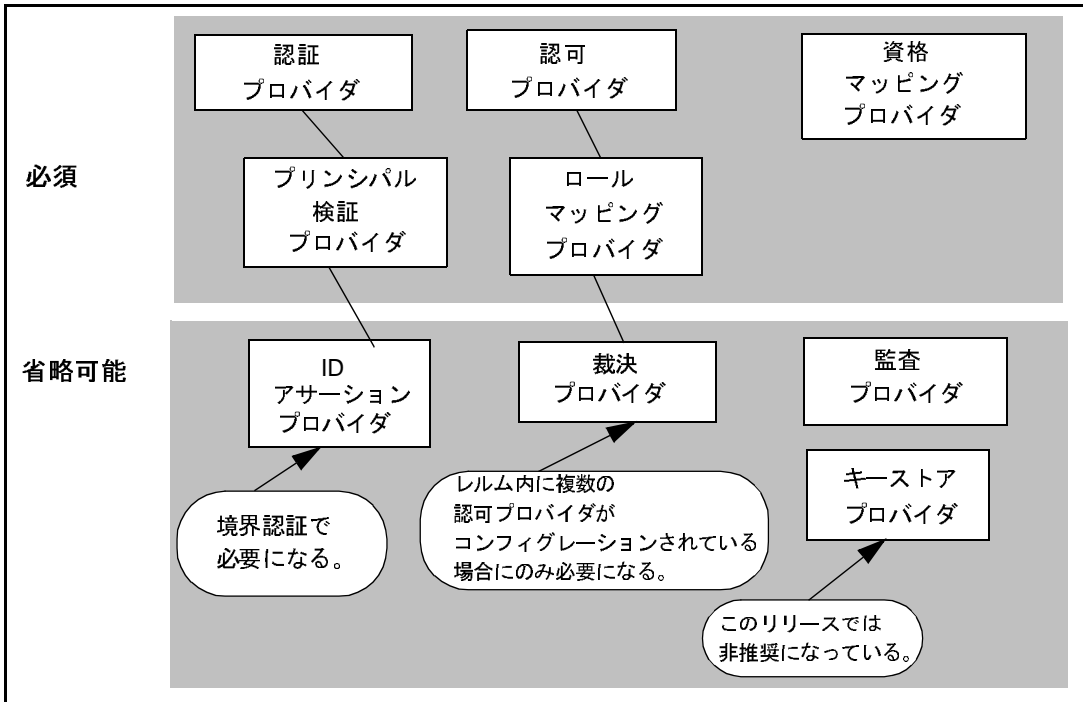 必須
認証
プロバイダ
認可
プロバイダ
資格
マッピング
プロバイダ
プリンシパル
検証
プロバイダ
ロール
マッピング
プロバイダ
省略可能
ID
アサーション
プロバイダ
裁決
プロバイダ
監査
プロバイダ
キーストア
プロバイダ
境界認証で
必要になる。
レルム内に複数の
認可プロバイダが
コンフィグレーションされている
場合にのみ必要になる。
このリリースでは
非推奨になっている。